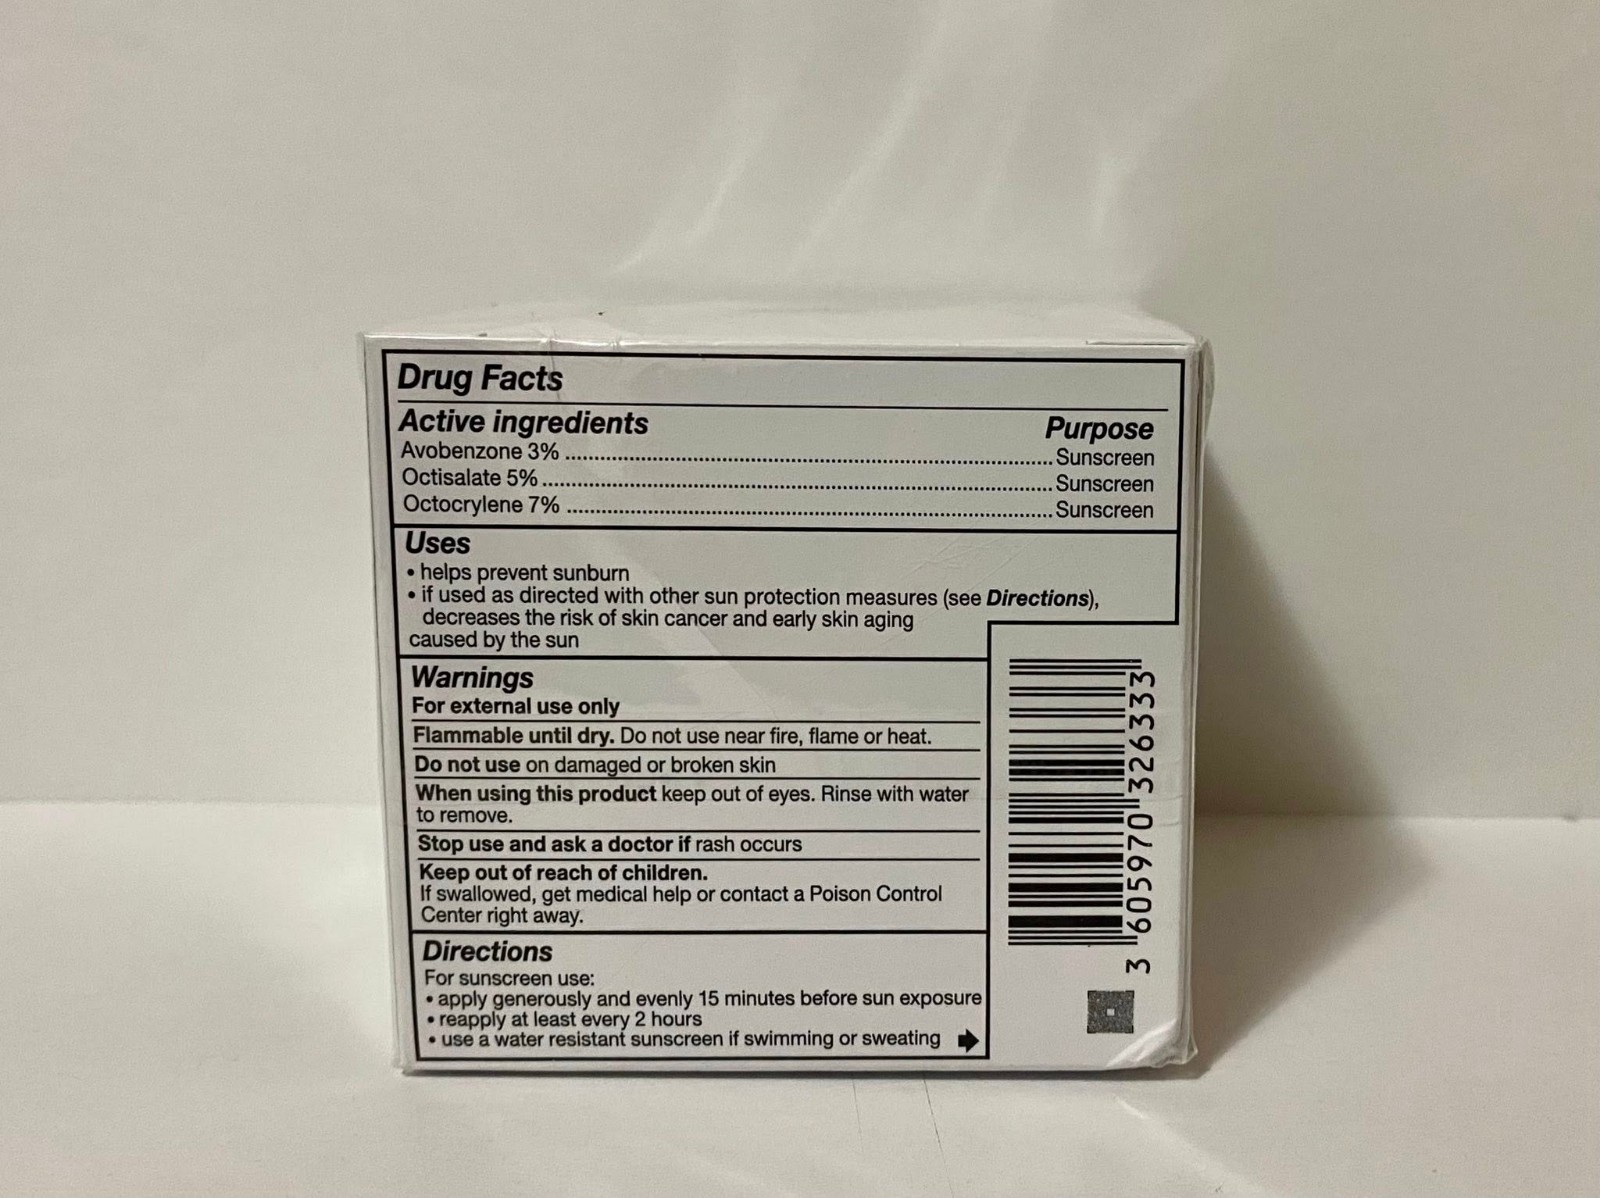 Drug Facts
Active ingredients Purpose
Avobenzone 3% ........ Sunscreen
Octisalate 5% ........ Sunscreen
Octocrylene 7% ........ Sunscreen
Uses
• helps prevent sunburn
• if used as directed with other sun protection measures (see Directions),
decreases the risk of skin cancer and early skin aging
caused by the sun
Warnings
For external use only
Flammable until dry. Do not use near fire, flame or heat.
Do not use on damaged or broken skin
When using this product keep out of eyes. Rinse with water
to remove.
Stop use and ask a doctor if rash occurs
Keep out of reach of children.
If swallowed, get medical help or contact a Poison Control
Center right away.
Directions
For sunscreen use:
• apply generously and evenly 15 minutes before sun exposure
• reapply at least every 2 hours
• use a water resistant sunscreen if swimming or sweating
3 605970 326333